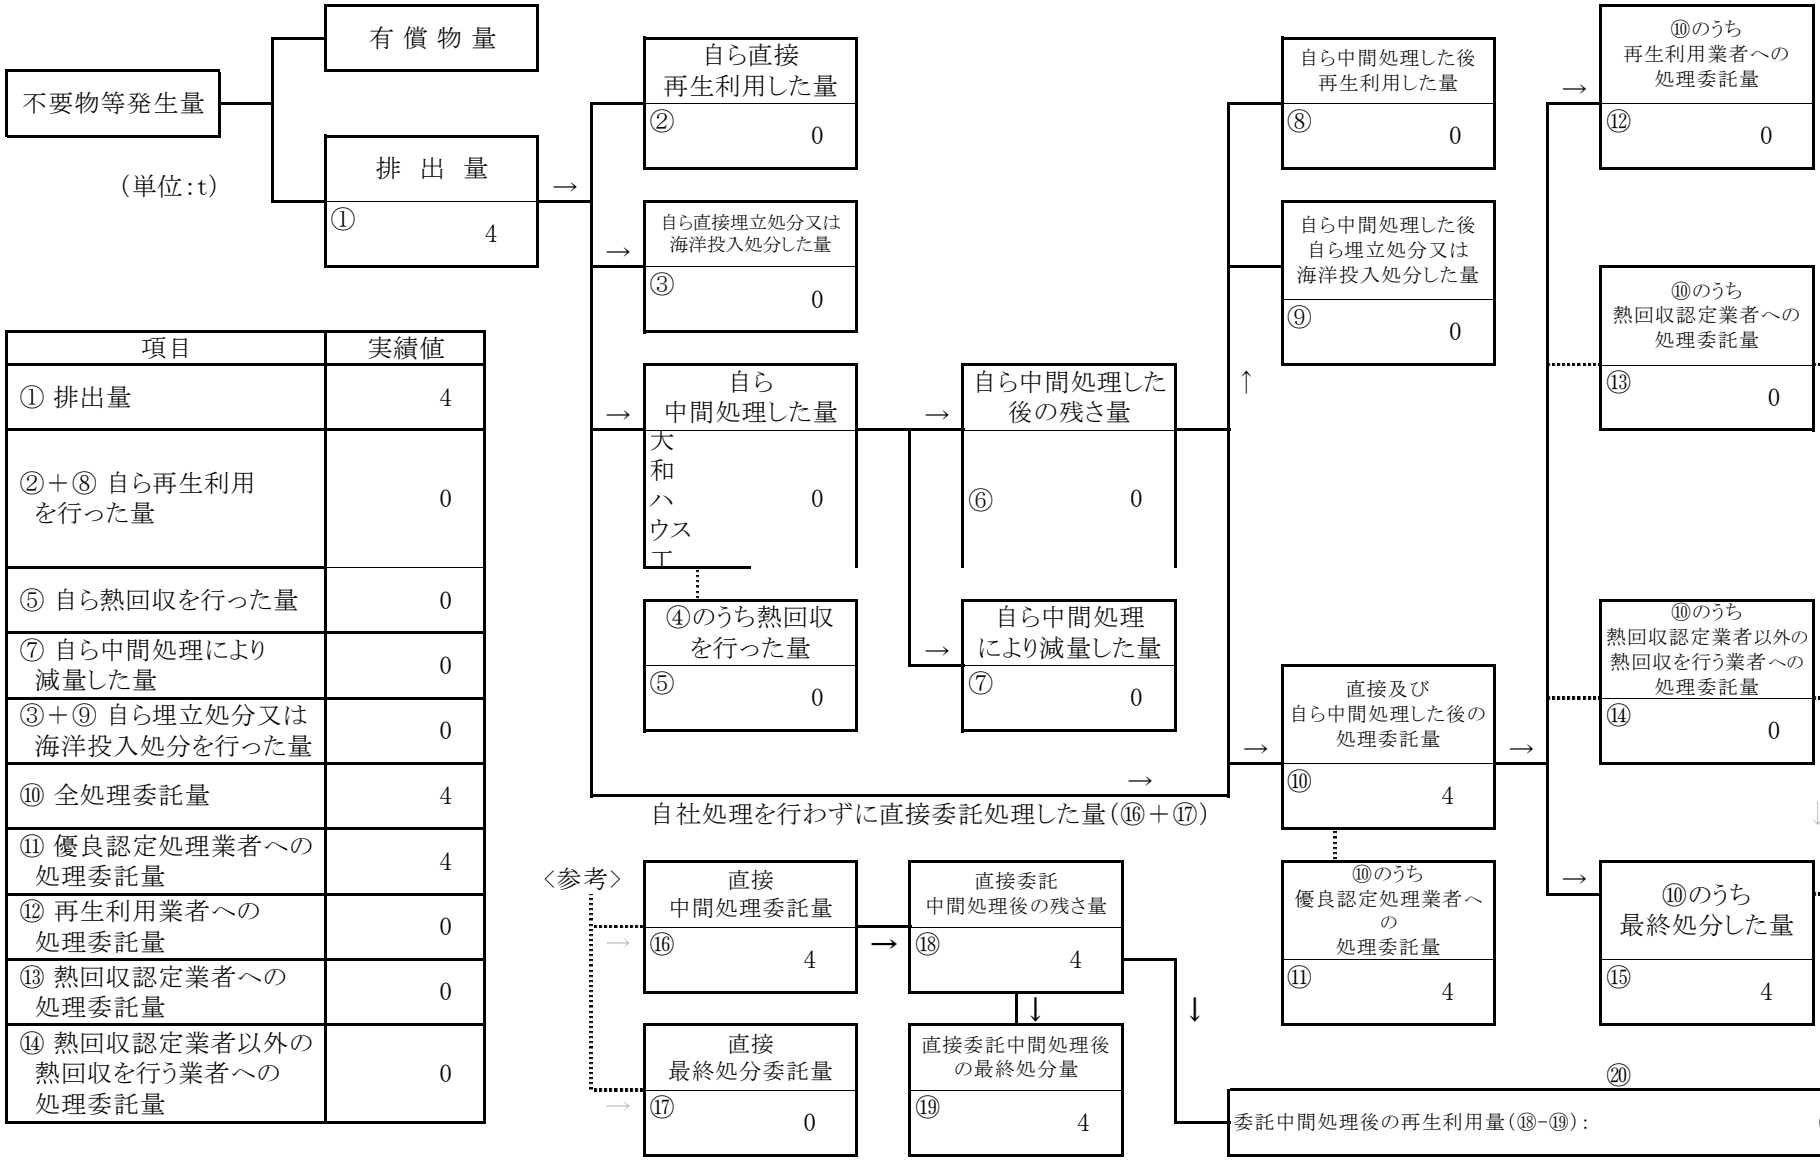 有 償 物 量
不要物等発生量
(単位:t)
排 出 量
①
4
→
自ら直接
再生利用した量
②
0
→
自ら直接埋立処分又は
海洋投入処分した量
③
0
→
自ら
中間処理した量
大
和
ハ
ウス
工
0
→
自ら中間処理した
後の残さ量
⑥
0
④のうち熱回収
を行った量
⑤
0
→
自ら中間処理
により減量した量
⑦
0
→
自社処理を行わずに直接委託処理した量(⑯+⑰)
自ら中間処理した後
再生利用した量
⑧
0
自ら中間処理した後
自ら埋立処分又は
海洋投入処分した量
⑨
0
↑
→
直接及び
自ら中間処理した後の
処理委託量
⑩
4
→
⑩のうち
優良認定処理業者へ
の
処理委託量
⑪
4
→
⑩のうち
再生利用業者への
処理委託量
⑫
0
⑩のうち
熱回収認定業者への
処理委託量
⑬
0
⑩のうち
熱回収認定業者以外の
熱回収を行う業者への
処理委託量
⑭
0
↓
→
⑩のうち
最終処分した量
⑮
4
項目 実績値
① 排出量 4
②+⑧ 自ら再生利用
を行った量 0
⑤ 自ら熱回収を行った量 0
⑦ 自ら中間処理により
減量した量 0
③+⑨ 自ら埋立処分又は
海洋投入処分を行った量 0
⑩ 全処理委託量 4
⑪ 優良認定処理業者への
処理委託量 4
⑫ 再生利用業者への
処理委託量 0
⑬ 熱回収認定業者への
処理委託量 0
⑭ 熱回収認定業者以外の
熱回収を行う業者への
処理委託量 0
<参考>
→
直接
中間処理委託量
⑯
4
→
直接委託
中間処理後の残さ量
⑱
4
↓
↓
→
直接
最終処分委託量
⑰
0
直接委託中間処理後
の最終処分量
⑲
4
⑳
委託中間処理後の再生利用量(⑱-⑲):